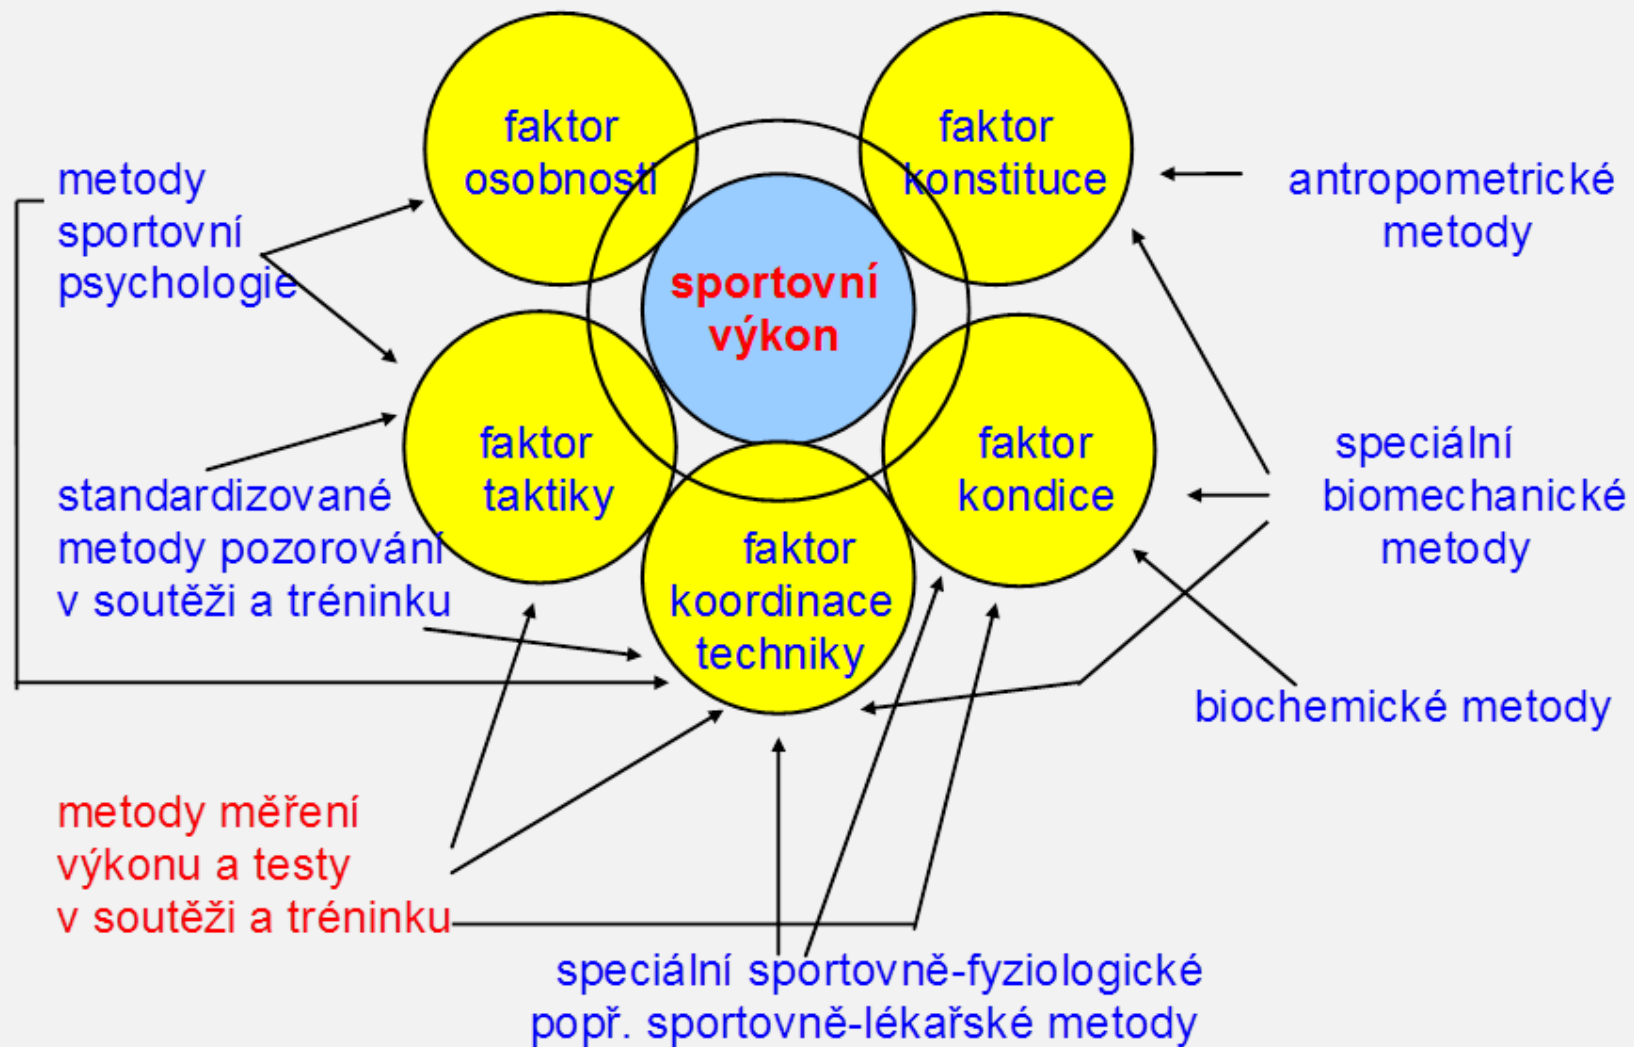 faktor
osobnosti
faktor
konstituce
metody
sportovní
psychologie
antropometrické
metody
sportovní
výkon
faktor
taktiky
faktor
kondice
speciální
biomechanické
metody
standardizované
metody pozorování
v soutěži a tréninku
faktor
koordinace
techniky
biochemické metody
metody měření
výkonu a testy
v soutěži a tréninku
speciální sportovně-fyziologické
popř. sportovně-lékařské metody